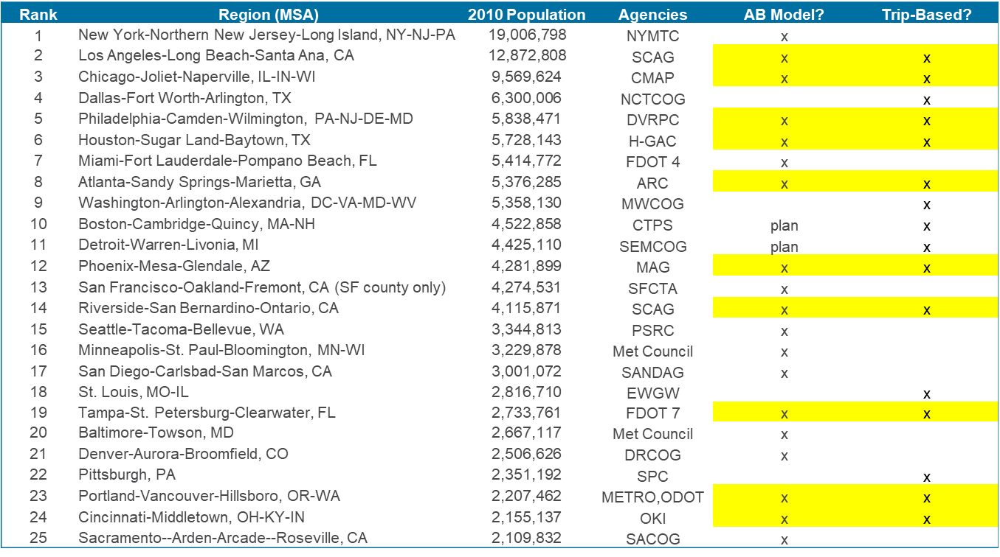 Rank Region (MSA) 2010 Population Agencies AB Model? Trip-Based?
1 New York-Northern New Jersey-Long Island, NY-NJ-PA 19,006,798 NYMTC x
2 Los Angeles-Long Beach-Santa Ana, CA 12,872,808 SCAG x x
3 Chicago-Joliet-Naperville, IL-IN-WI 9,569,624 CMAP x x
4 Dallas-Fort Worth-Arlington, TX 6,300,006 NCTCOG x
5 Philadelphia-Camden-Wilmington, PA-NJ-DE-MD 5,838,471 DVRPC x x
6 Houston-Sugar Land-Baytown, TX 5,728,143 H-GAC x x
7 Miami-Fort Lauderdale-Pompano Beach, FL 5,414,772 FDOT 4 x
8 Atlanta-Sandy Springs-Marietta, GA 5,376,285 ARC x x
9 Washington-Arlington-Alexandria, DC-VA-MD-WV 5,358,130 MWCOG x
10 Boston-Cambridge-Quincy, MA-NH 4,522,858 CTPS plan x
11 Detroit-Warren-Livonia, MI 4,425,110 SEMCOG plan x
12 Phoenix-Mesa-Glendale, AZ 4,281,899 MAG x x
13 San Francisco-Oakland-Fremont, CA (SF county only) 4,274,531 SFCTA x
14 Riverside-San Bernardino-Ontario, CA 4,115,871 SCAG x x
15 Seattle-Tacoma-Bellevue, WA 3,344,813 PSRC x
16 Minneapolis-St. Paul-Bloomington, MN-WI 3,229,878 Met Council x
17 San Diego-Carlsbad-San Marcos, CA 3,001,072 SANDAG x
18 St. Louis, MO-IL 2,816,710 EWGW x
19 Tampa-St. Petersburg-Clearwater, FL 2,733,761 FDOT 7 x x
20 Baltimore-Towson, MD 2,667,117 Met Council x
21 Denver-Aurora-Broomfield, CO 2,506,626 DRCOG x
22 Pittsburgh, PA 2,351,192 SPC x
23 Portland-Vancouver-Hillsboro, OR-WA 2,207,462 METRO,ODOT x x
24 Cincinnati-Middletown, OH-KY-IN 2,155,137 OKI x x
25 Sacramento--Arden-Arcade--Roseville, CA 2,109,832 SACOG x